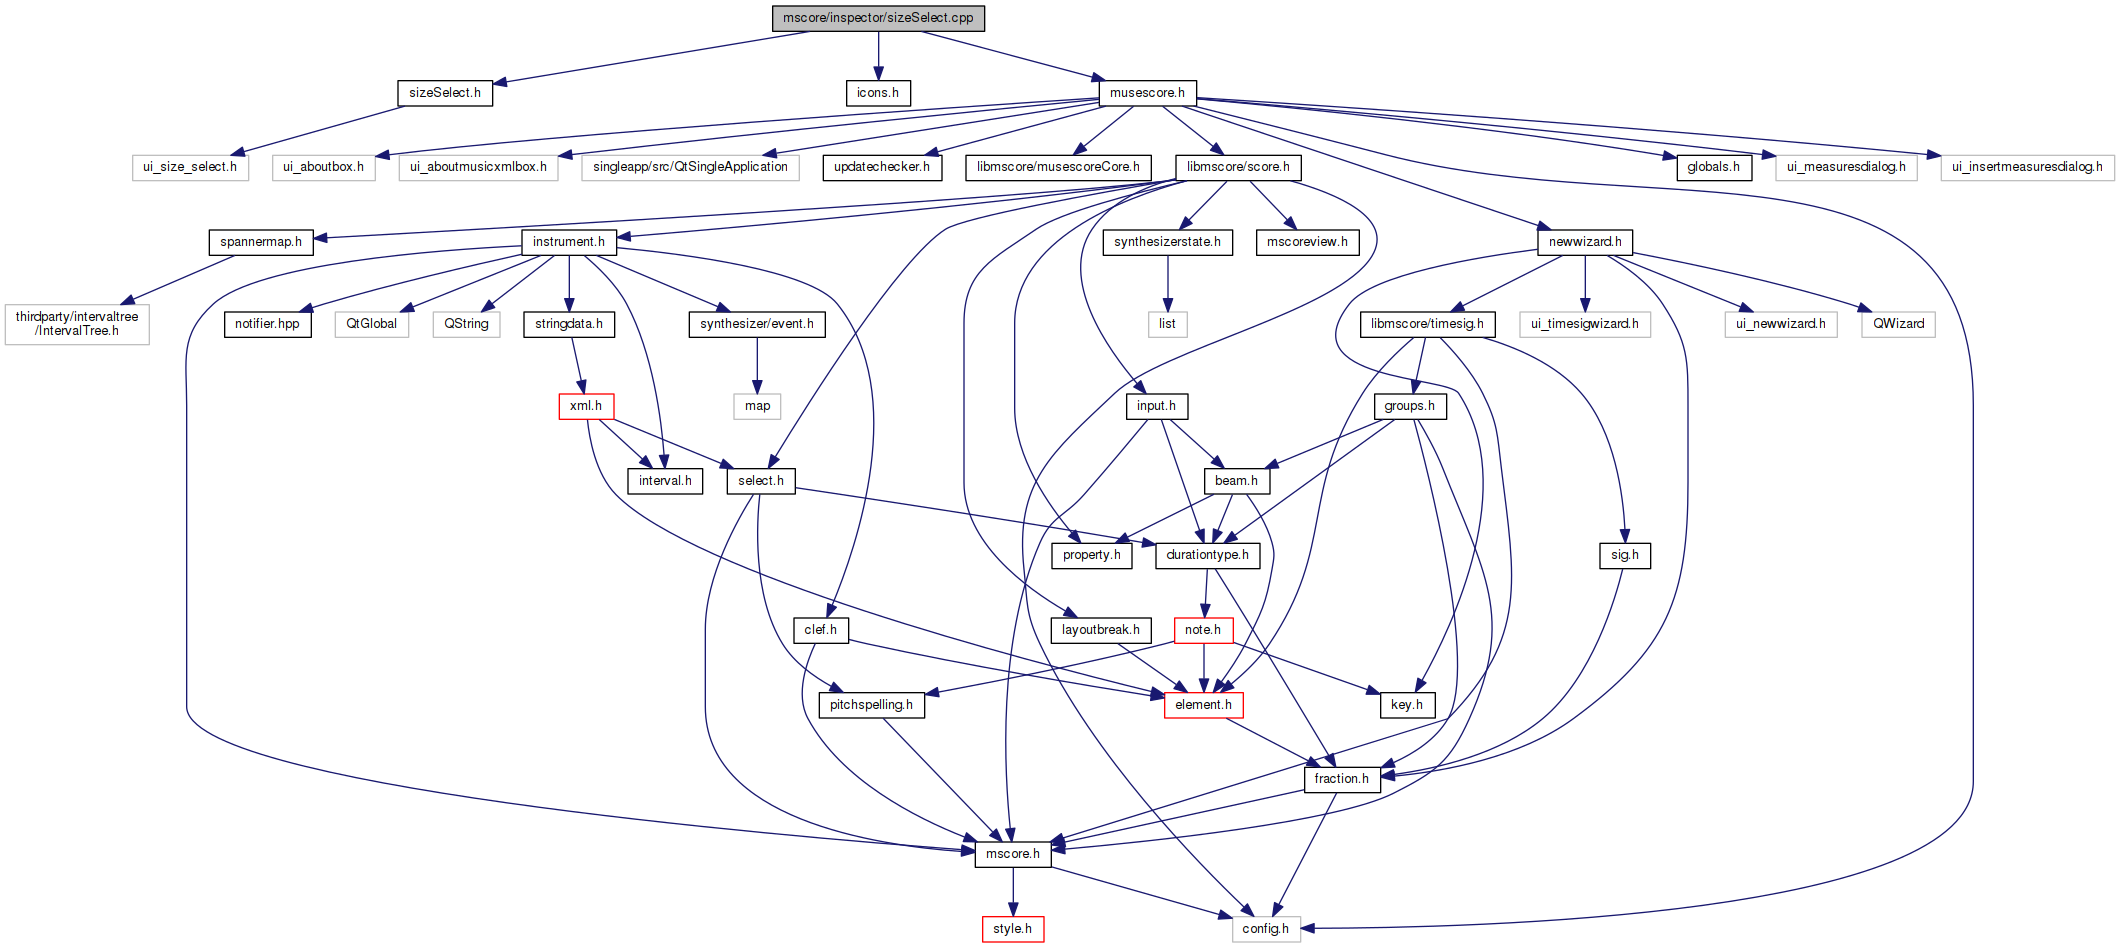 mscore/inspector/sizeSelect.cpp
sizeSelect.h
icons.h
musescore.h
ui_size_select.h
ui_aboutbox.h
ui_aboutmusicxmlbox.h
singleapp/src/QtSingleApplication
updatechecker.h
libmscore/musescoreCore.h
libmscore/score.h
globals.h
ui_measuresdialog.h
ui_insertmeasuresdialog.h
spannermap.h
instrument.h
synthesizerstate.h
mscoreview.h
newwizard.h
thirdparty/intervaltree
/IntervalTree.h
notifier.hpp
QtGlobal
QString
stringdata.h
synthesizer/event.h
list
libmscore/timesig.h
ui_timesigwizard.h
ui_newwizard.h
QWizard
xml.h
map
input.h
groups.h
interval.h
select.h
beam.h
property.h
durationtype.h
sig.h
clef.h
layoutbreak.h
note.h
pitchspelling.h
element.h
key.h
fraction.h
mscore.h
style.h
config.h